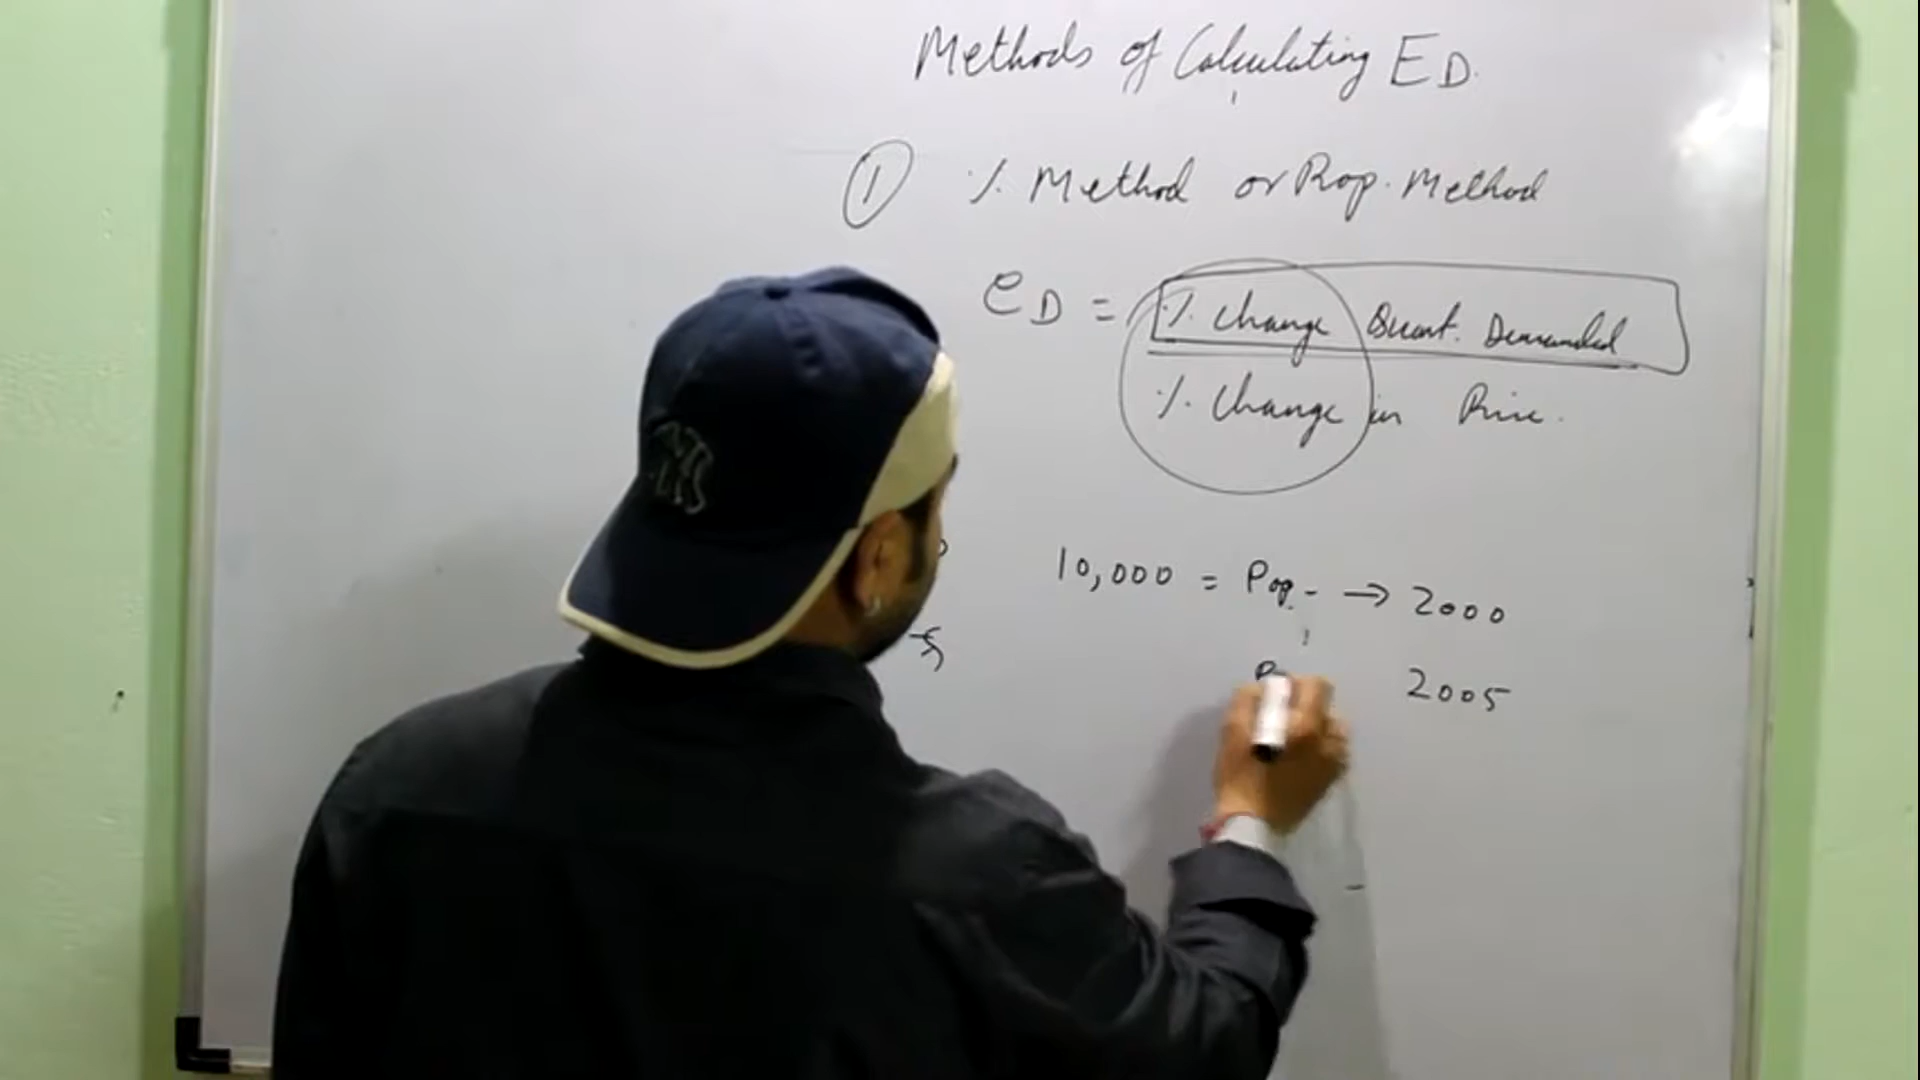 Methods of Calculating ED.
① % Method or Prop. Method
eD = % Change Quant. Demanded
% Change in Price.
10,000 = Pop. → 2000
2005